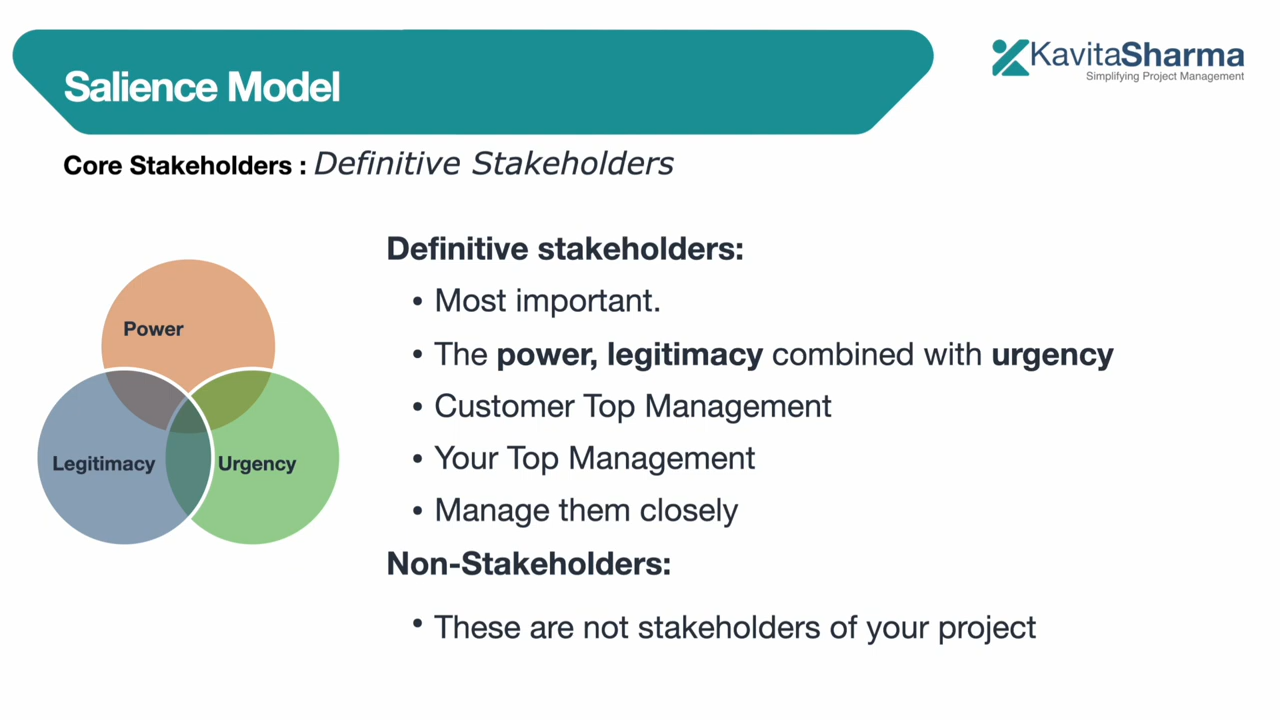 Salience Model
KavitaSharma
Simplifying Project Management
Core Stakeholders : Definitive Stakeholders
Definitive stakeholders:
• Most important.
• The power, legitimacy combined with urgency
• Customer Top Management
• Your Top Management
• Manage them closely
Non-Stakeholders:
• These are not stakeholders of your project
Power
Legitimacy
Urgency